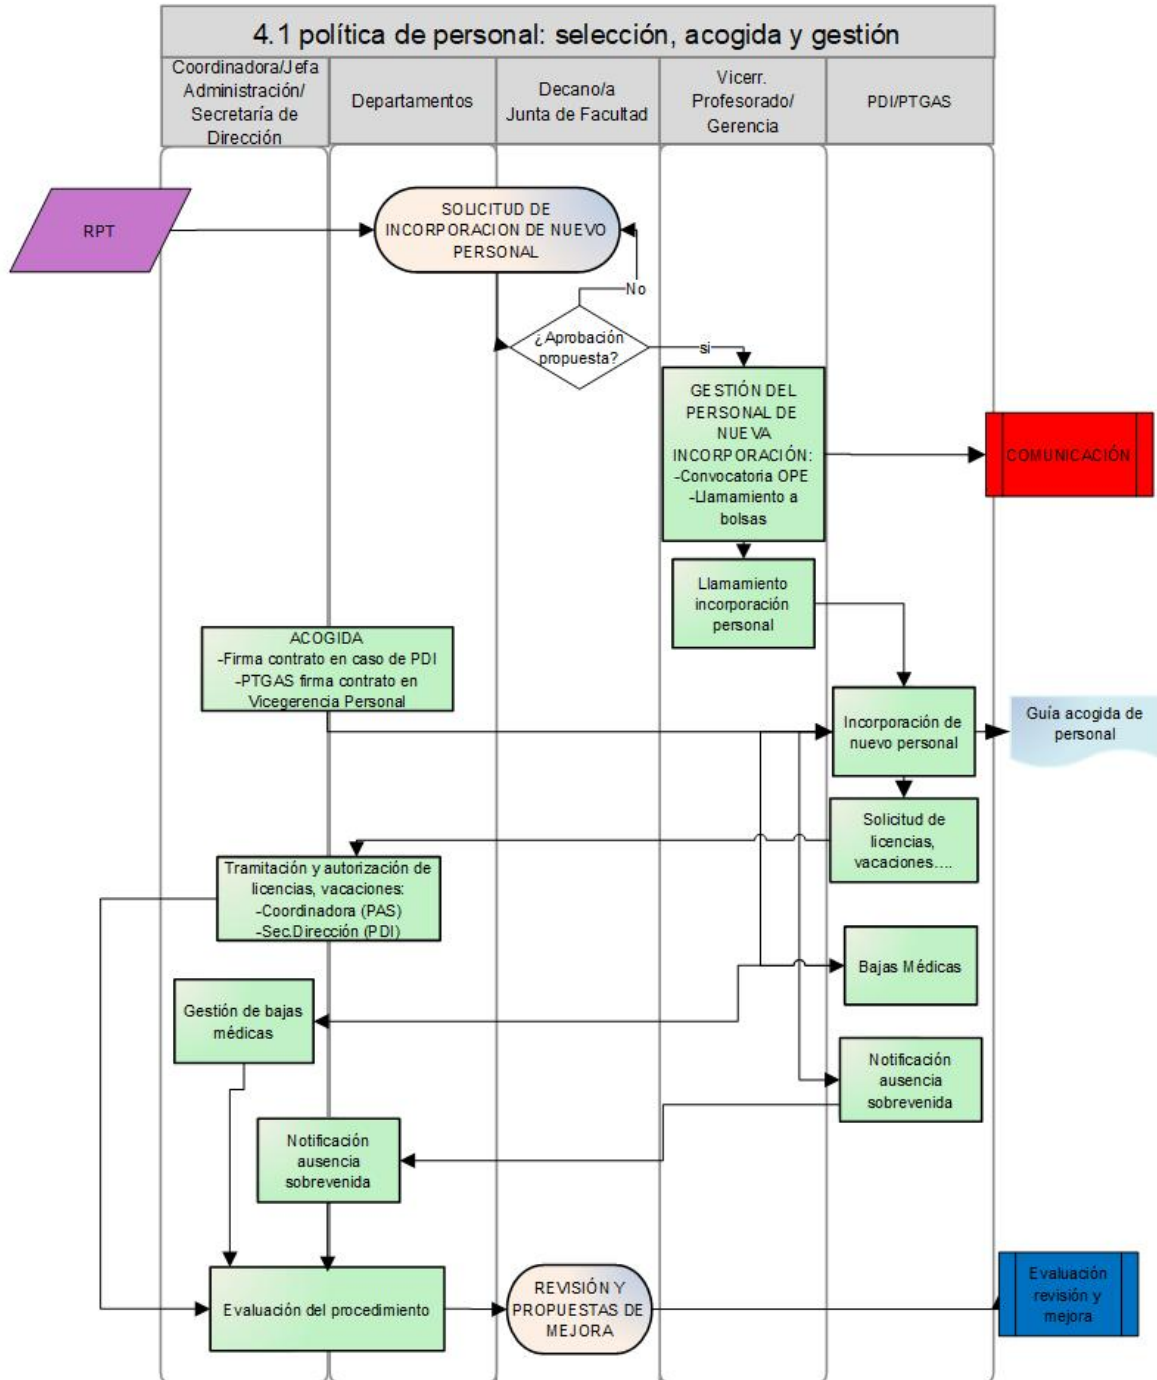 4.1 política de personal: selección, acogida y gestión
Coordinadora/Jefa
Administración/
Secretaría de
Dirección
Departamentos
Decano/a
Junta de Facultad
Vicerr.
Profesorado/
Gerencia
PDI/PTGAS
RPT
SOLICITUD DE
INCORPORACION DE NUEVO
PERSONAL
No
¿Aprobación
propuesta?
si
GESTIÓN DEL
PERSONAL DE
NUEVA
INCORPORACIÓN:
-Convocatoria OPE
-Llamamiento a
bolsas
COMUNICACIÓN
Llamamiento
incorporación
personal
ACOGIDA
-Firma contrato en caso de PDI
-PTGAS firma contrato en
Vicegerencia Personal
Incorporación de
nuevo personal
Guía acogida de
personal
Solicitud de
licencias,
vacaciones....
Tramitación y autorización de
licencias, vacaciones:
-Coordinadora (PAS)
-Sec.Dirección (PDI)
Bajas Médicas
Gestión de bajas
médicas
Notificación
ausencia
sobrevenida
Notificación
ausencia
sobrevenida
Evaluación del procedimiento
REVISIÓN Y
PROPUESTAS DE
MEJORA
Evaluación
revisión y
mejora